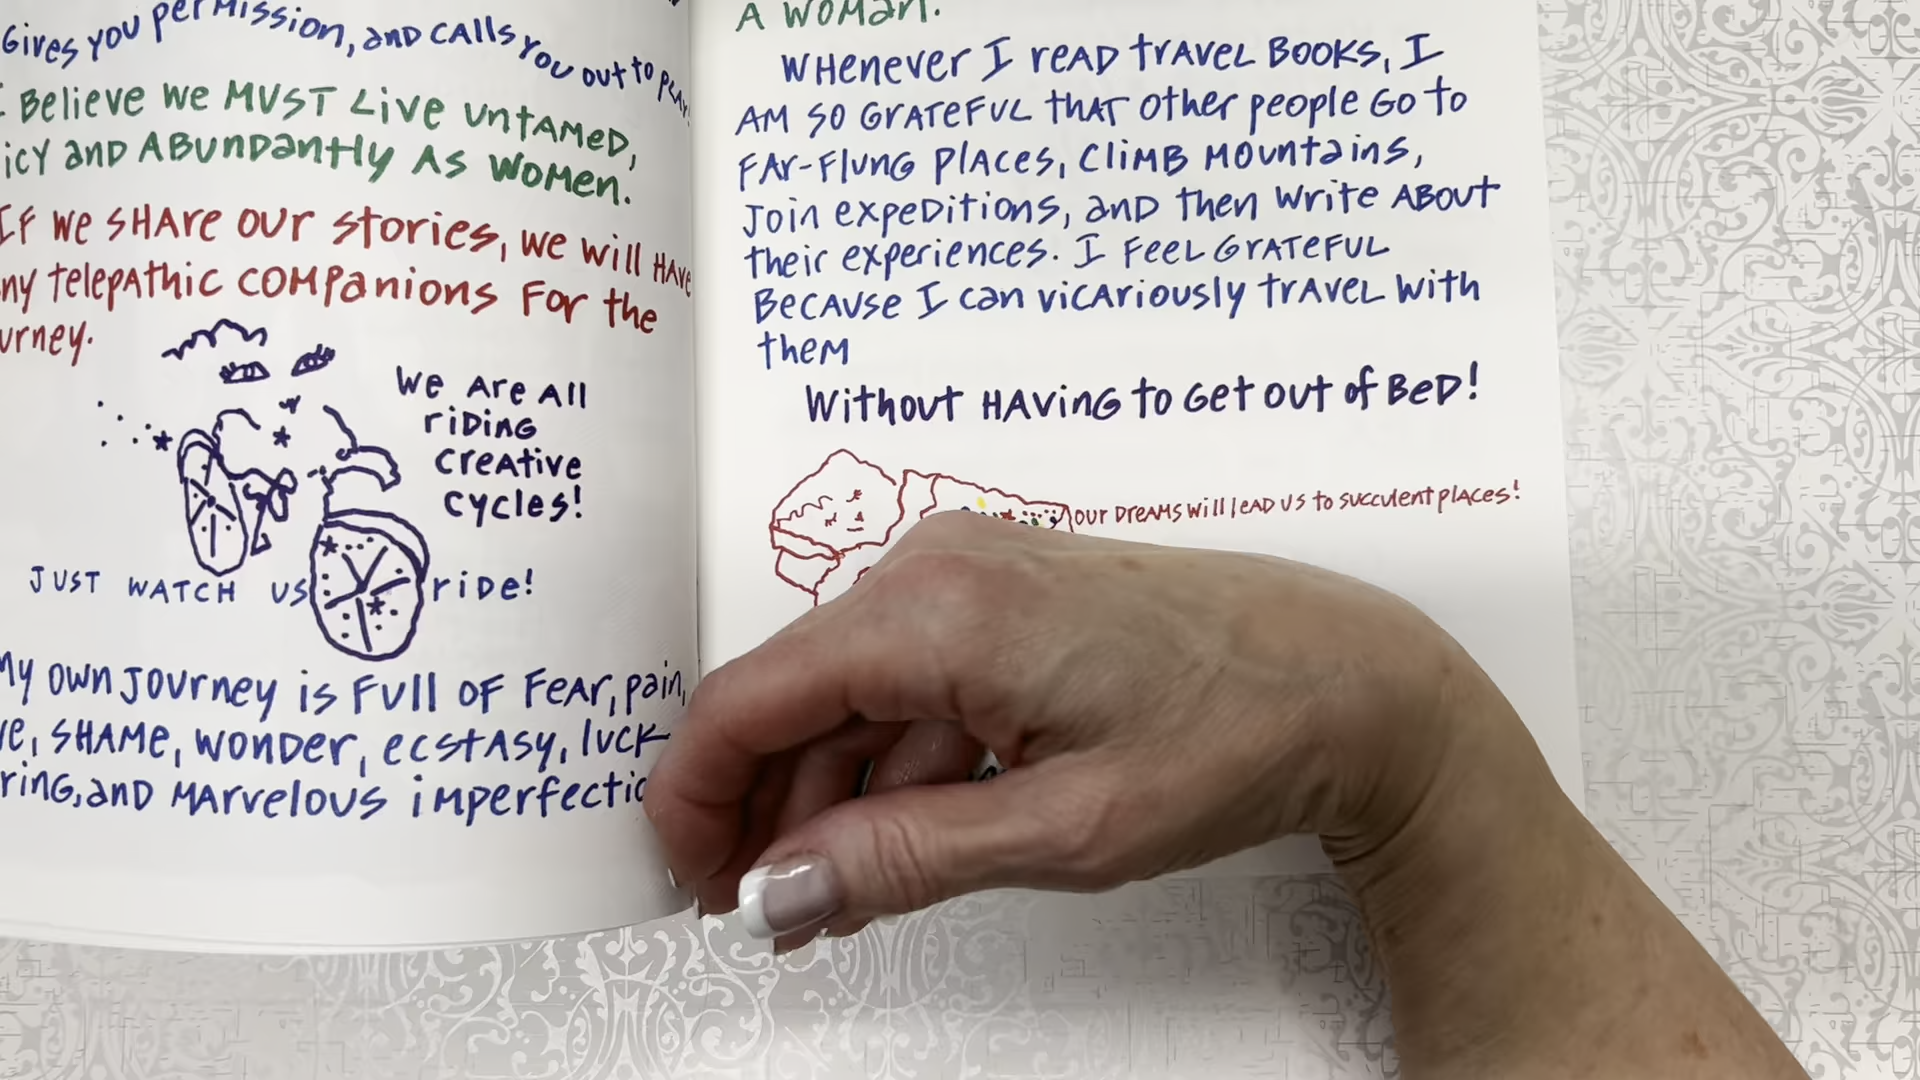 Gives you permission, and calls you out to play!
I Believe we MUST Live untamed,
and Abundantly As Women.
If we share our stories, we will have
telepathic companions for the
We Are All
riding
creative
cycles!
JUST WATCH US ride!
My own journey is full of fear, pain,
SHAME, wonder, ecstasy, luck
and MArvelous
A WOMAn.
Whenever I read travel BOOKS, I
AM SO GRATEFUL that other people Go to
FAr-Flung Places, Climb Mountains,
Join expeditions, and then write ABOUT
their experiences. I FEEL GRATEFUL
Because I can vicariously travel with
them
Without HAVinG to Get out of BeD!
our Dreams will lead us to succulent places!